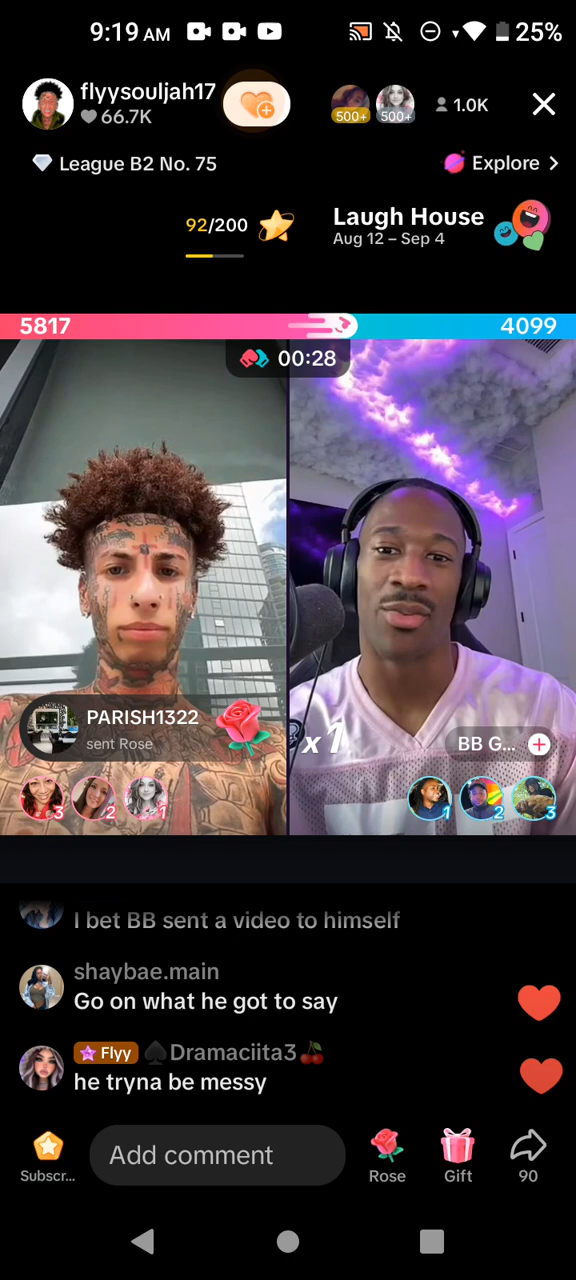 9:19 AM
25%
flyysouljah17
66.7K
500+
500+
1.0K
League B2 No. 75
Explore >
92/200
Laugh House
Aug 12 – Sep 4
5817
4099
00:28
PARISH1322
sent Rose
x1
BB G...
3
2
1
1
2
3
I bet BB sent a video to himself
shaybae.main
Go on what he got to say
Flyy ♠️Dramaciita3🍒
he tryna be messy
Subscr...
Add comment
Rose
Gift
90